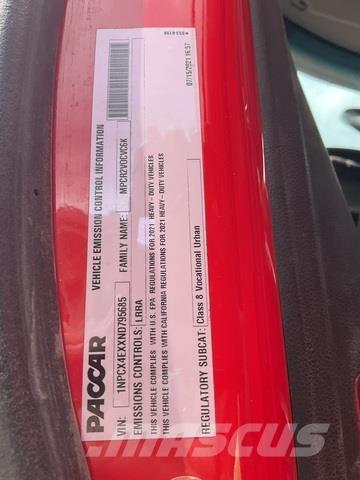 PACCAR
VEHICLE EMISSION CONTROL INFORMATION
VIN: 1NPCX4EXXND795685 FAMILY NAME: MPCR2VOCVC6K
EMISSIONS CONTROLS: LRRA
THIS VEHICLE COMPLIES WITH U.S. EPA REGULATIONS FOR 2021 HEAVY-DUTY VEHICLES
THIS VEHICLE COMPLIES WITH CALIFORNIA REGULATIONS FOR 2021 HEAVY-DUTY VEHICLES
REGULATORY SUBCAT: Class 8 Vocational Urban
07/15/2021 16:57
MASCUS